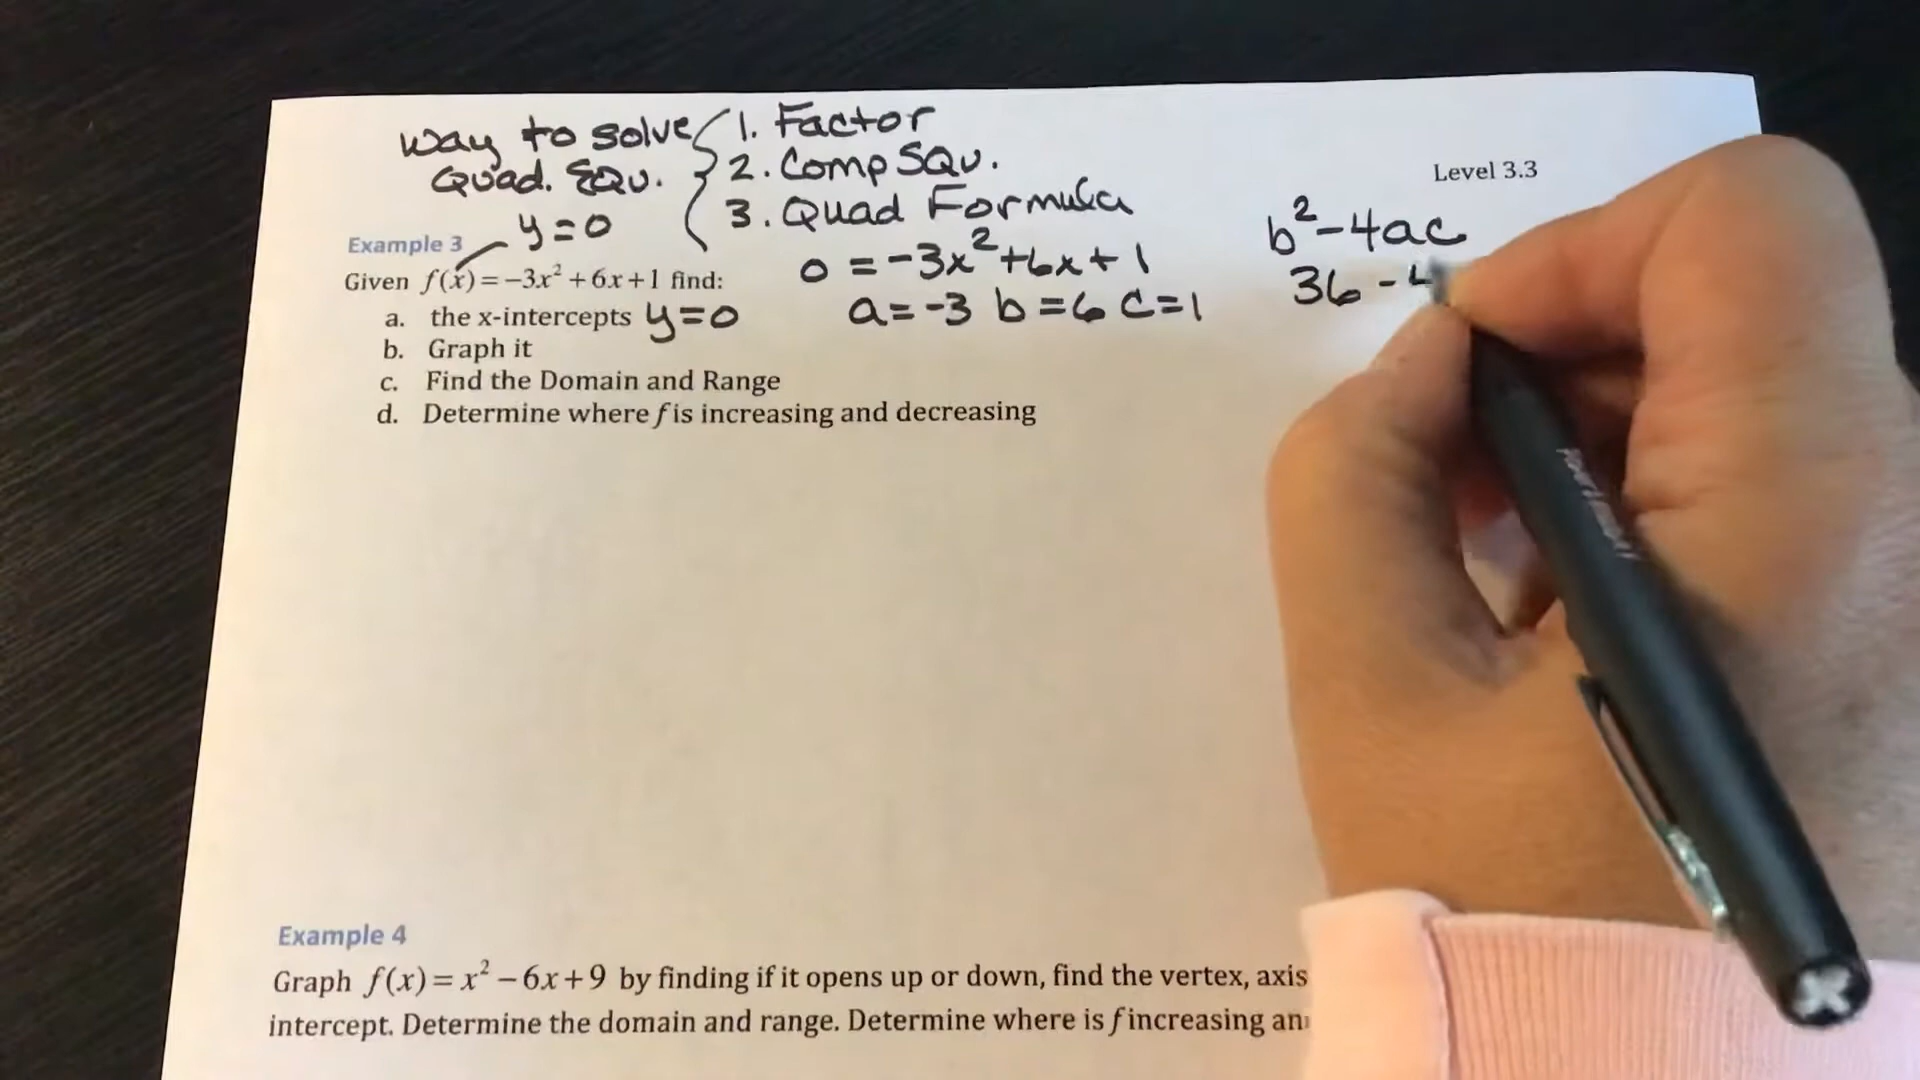 way to solve 1. Factor
Quad. Equ. 2. Comp Squ.
3. Quad Formula
Level 3.3
y=0
b²-4ac
Example 3
0 = -3x²+6x+1
36-4
Given f(x)=−3x²+6x+1 find:
a=-3 b=6 c=1
a. the x-intercepts y=0
b. Graph it
c. Find the Domain and Range
d. Determine where f is increasing and decreasing
Example 4
Graph f(x)=x²−6x+9 by finding if it opens up or down, find the vertex, axis
intercept. Determine the domain and range. Determine where is f increasing